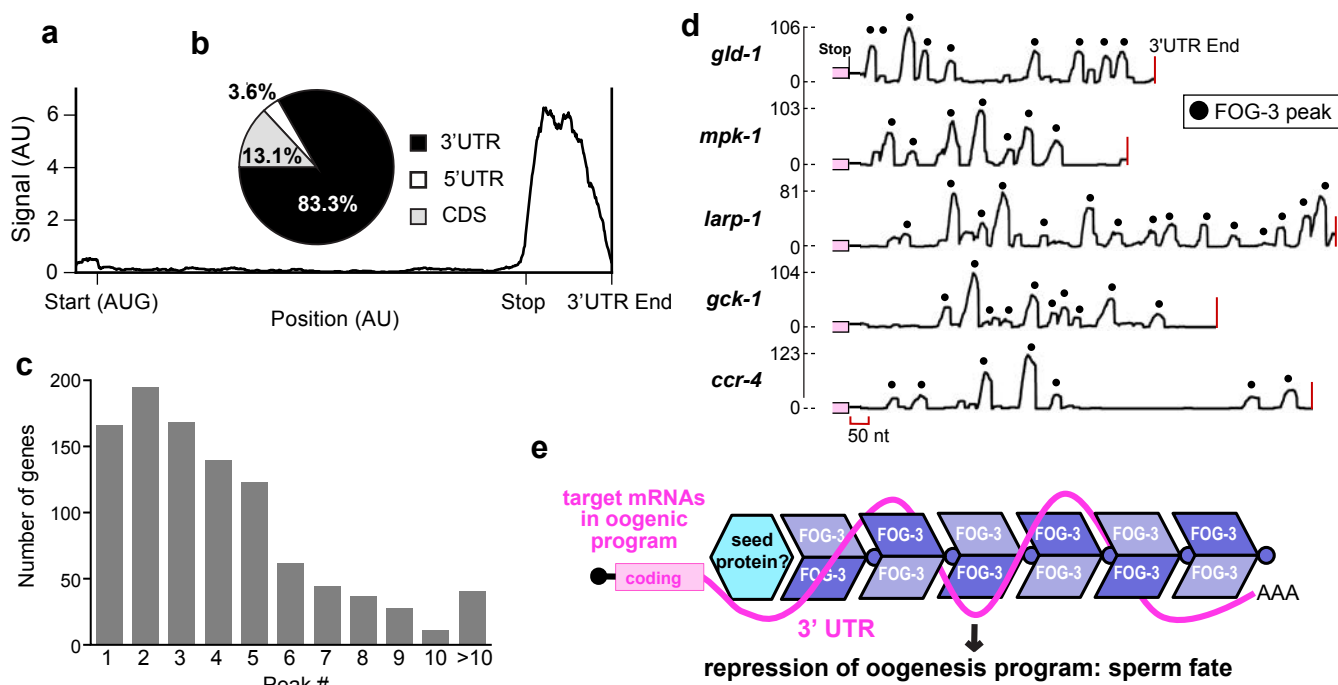 a
b
Signal (AU)
6
4
2
0
3.6%
13.1%
83.3%
3'UTR
5'UTR
CDS
Start (AUG)
Stop
3'UTR End
Position (AU)
c
Number of genes
200
150
100
50
0
1 2 3 4 5 6 7 8 9 10 >10
Peak #
d
gld-1
106
0
Stop
3'UTR End
FOG-3 peak
mpk-1
103
0
larp-1
81
0
gck-1
104
0
ccr-4
123
0
50 nt
e
target mRNAs
in oogenic
program
coding
seed
protein?
FOG-3 FOG-3 FOG-3 FOG-3 FOG-3 FOG-3
FOG-3 FOG-3 FOG-3 FOG-3 FOG-3 FOG-3
3' UTR
AAA
repression of oogenesis program: sperm fate